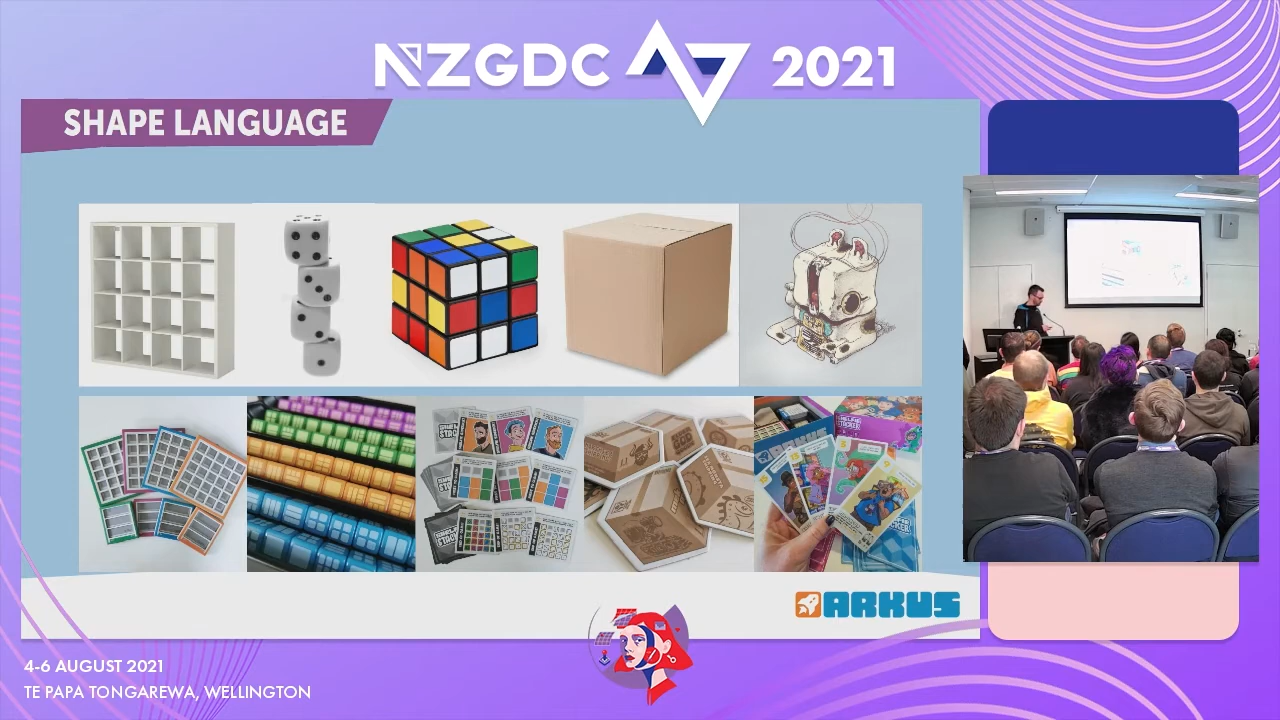 NZGDC 2021
SHAPE LANGUAGE
ARKUS
4-6 AUGUST 2021
TE PAPA TONGAREWA, WELLINGTON